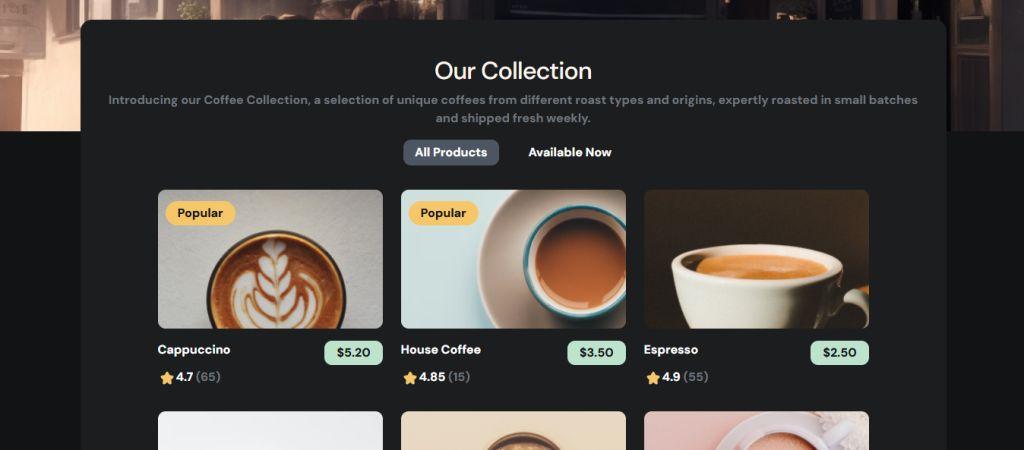 Our Collection
Introducing our Coffee Collection, a selection of unique coffees from different roast types and origins, expertly roasted in small batches
and shipped fresh weekly.
All Products Available Now
Popular Popular
Cappuccino $5.20 House Coffee $3.50 Espresso $2.50
4.7 (65) 4.85 (15) 4.9 (55)